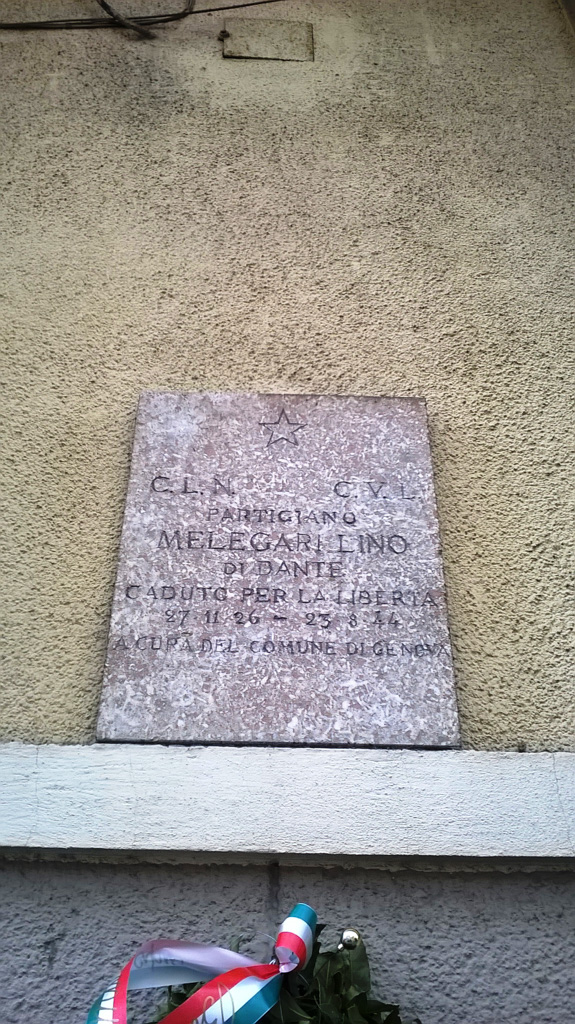 C. L. N. C. V. L.
PARTIGIANO
MELEGARI LINO
DI DANTE
CADUTO PER LA LIBERTA
27 11 26 - 23 8 44
A CURA DEL COMUNE DI GENOVA